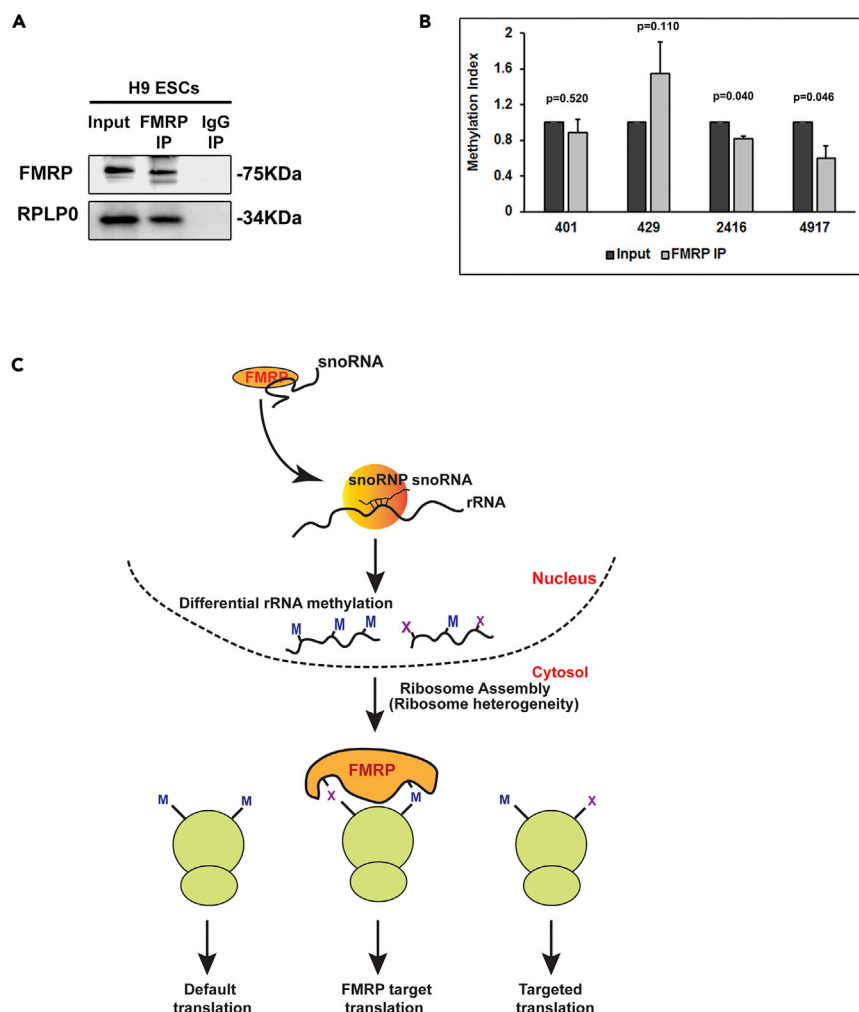 A
H9 ESCs
Input FMRP IgG
IP IP
FMRP -75KDa
RPLP0 -34KDa
B
Methylation Index
2
1.6
1.2
0.8
0.4
0
p=0.520
p=0.110
p=0.040
p=0.046
401 429 2416 4917
Input FMRP IP
C
FMRP snoRNA
snoRNP snoRNA
rRNA
Nucleus
Differential rRNA methylation
M M M X M X
Cytosol
Ribosome Assembly
(Ribosome heterogeneity)
FMRP
M M X M M X
Default FMRP target Targeted
translation translation translation